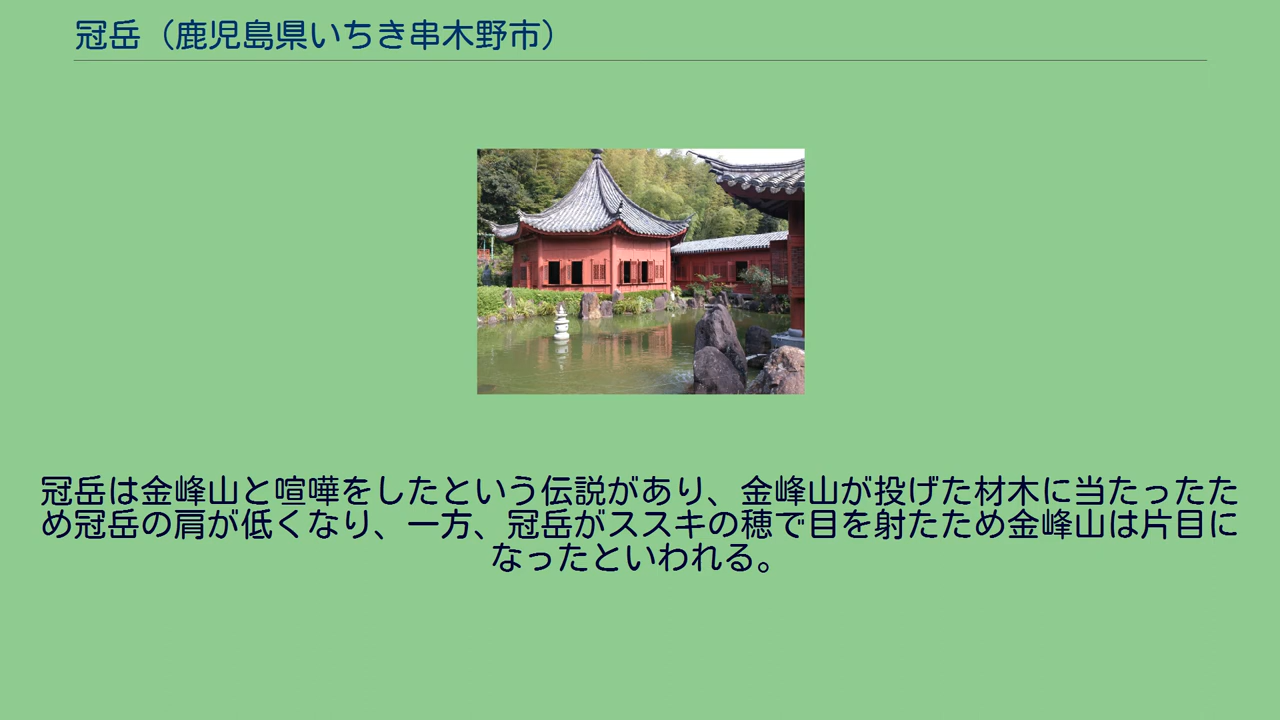 冠岳（鹿児島県いちき串木野市）
冠岳は金峰山と喧嘩をしたという伝説があり、金峰山が投げた材木に当たったた
め冠岳の肩が低くなり、一方、冠岳がススキの穂で目を射たため金峰山は片目に
なったといわれる。